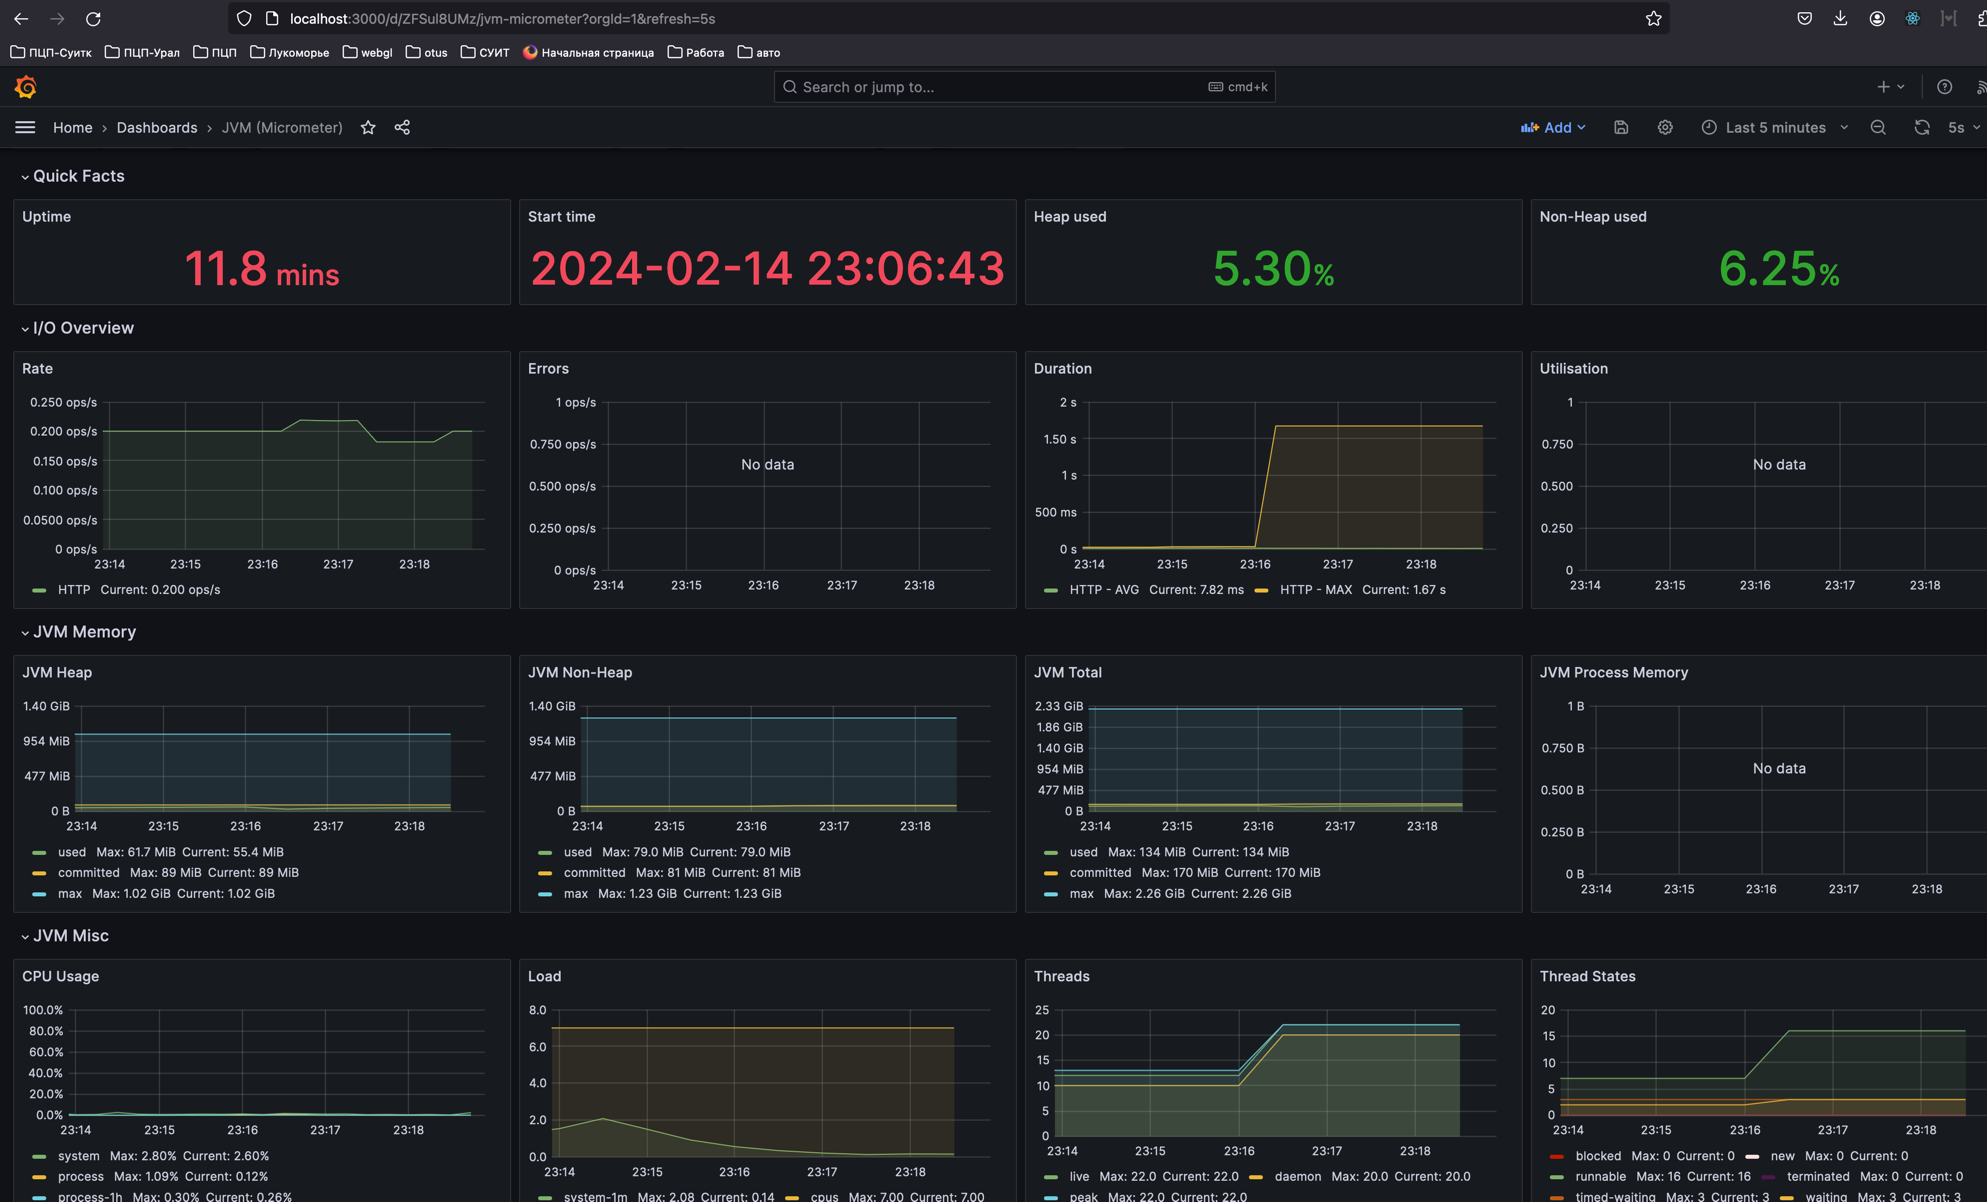 localhost:3000/d/ZFSul8UMz/jvm-micrometer?orgId=1&refresh=5s
ПЦП-Суитк ПЦП-Урал ПЦП Лукоморье webgl otus СУИТ Начальная страница Работа авто
Search or jump to... cmd+k
Home › Dashboards › JVM (Micrometer) Add Last 5 minutes 5s
Quick Facts
Uptime Start time Heap used Non-Heap used
11.8 mins 2024-02-14 23:06:43 5.30% 6.25%
I/O Overview
Rate
0.250 ops/s
0.200 ops/s
0.150 ops/s
0.100 ops/s
0.0500 ops/s
0 ops/s
23:14 23:15 23:16 23:17 23:18
HTTP Current: 0.200 ops/s
Errors
1 ops/s
0.750 ops/s
No data
0.500 ops/s
0.250 ops/s
0 ops/s
23:14 23:15 23:16 23:17 23:18
Duration
2 s
1.50 s
1 s
500 ms
0 s
23:14 23:15 23:16 23:17 23:18
HTTP - AVG Current: 7.82 ms HTTP - MAX Current: 1.67 s
Utilisation
1
0.750
No data
0.500
0.250
0
23:14 23:15 23:16 23:17 23:18
JVM Memory
JVM Heap
1.40 GiB
954 MiB
477 MiB
0 B
23:14 23:15 23:16 23:17 23:18
used Max: 61.7 MiB Current: 55.4 MiB
committed Max: 89 MiB Current: 89 MiB
max Max: 1.02 GiB Current: 1.02 GiB
JVM Non-Heap
1.40 GiB
954 MiB
477 MiB
0 B
23:14 23:15 23:16 23:17 23:18
used Max: 79.0 MiB Current: 79.0 MiB
committed Max: 81 MiB Current: 81 MiB
max Max: 1.23 GiB Current: 1.23 GiB
JVM Total
2.33 GiB
1.86 GiB
1.40 GiB
954 MiB
477 MiB
0 B
23:14 23:15 23:16 23:17 23:18
used Max: 134 MiB Current: 134 MiB
committed Max: 170 MiB Current: 170 MiB
max Max: 2.26 GiB Current: 2.26 GiB
JVM Process Memory
1 B
0.750 B
No data
0.500 B
0.250 B
0 B
23:14 23:15 23:16 23:17 23:18
JVM Misc
CPU Usage
100.0%
80.0%
60.0%
40.0%
20.0%
0.0%
23:14 23:15 23:16 23:17 23:18
system Max: 2.80% Current: 2.60%
process Max: 1.09% Current: 0.12%
process-1h Max: 0.30% Current: 0.26%
Load
8.0
6.0
4.0
2.0
0.0
23:14 23:15 23:16 23:17 23:18
system-1m Max: 2.08 Current: 0.14 cpus Max: 7.00 Current: 7.00
Threads
25
20
15
10
5
0
23:14 23:15 23:16 23:17 23:18
live Max: 22.0 Current: 22.0 daemon Max: 20.0 Current: 20.0
peak Max: 22.0 Current: 22.0
Thread States
20
15
10
5
0
23:14 23:15 23:16 23:17 23:18
blocked Max: 0 Current: 0 new Max: 0 Current: 0
runnable Max: 16 Current: 16 terminated Max: 0 Current: 0
timed-waiting Max: 3 Current: 3 waiting Max: 3 Current: 3